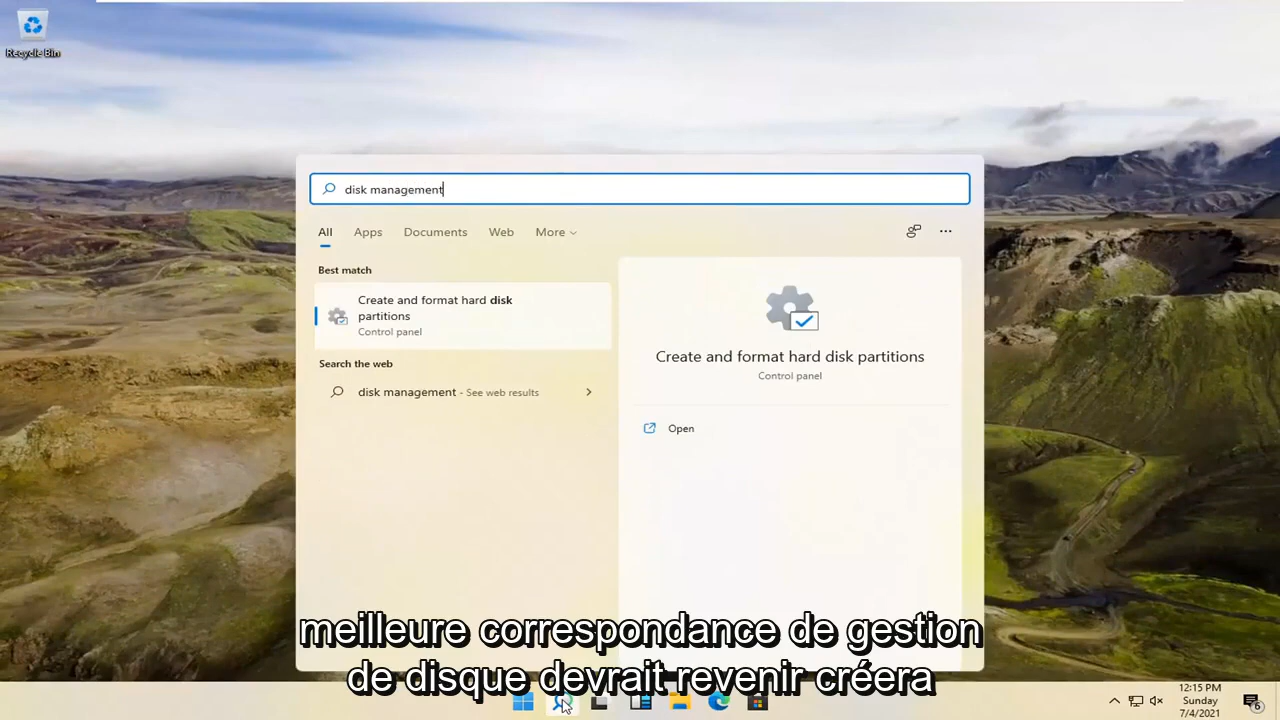 Recycle Bin
disk management
All Apps Documents Web More
Best match
Create and format hard disk
partitions
Control panel
Search the web
disk management - See web results
Create and format hard disk partitions
Control panel
Open
meilleure correspondance de gestion
de disque devrait revenir créera
12:15 PM
Sunday
7/4/2021
6